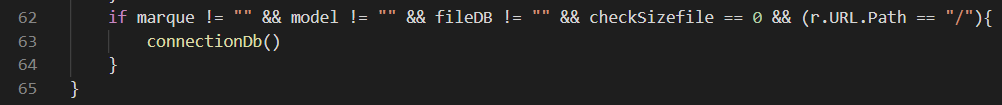 62 if marque != "" && model != "" && fileDB != "" && checkSizefile == 0 && (r.URL.Path == "/"){
63 connectionDb()
64 }
65 }